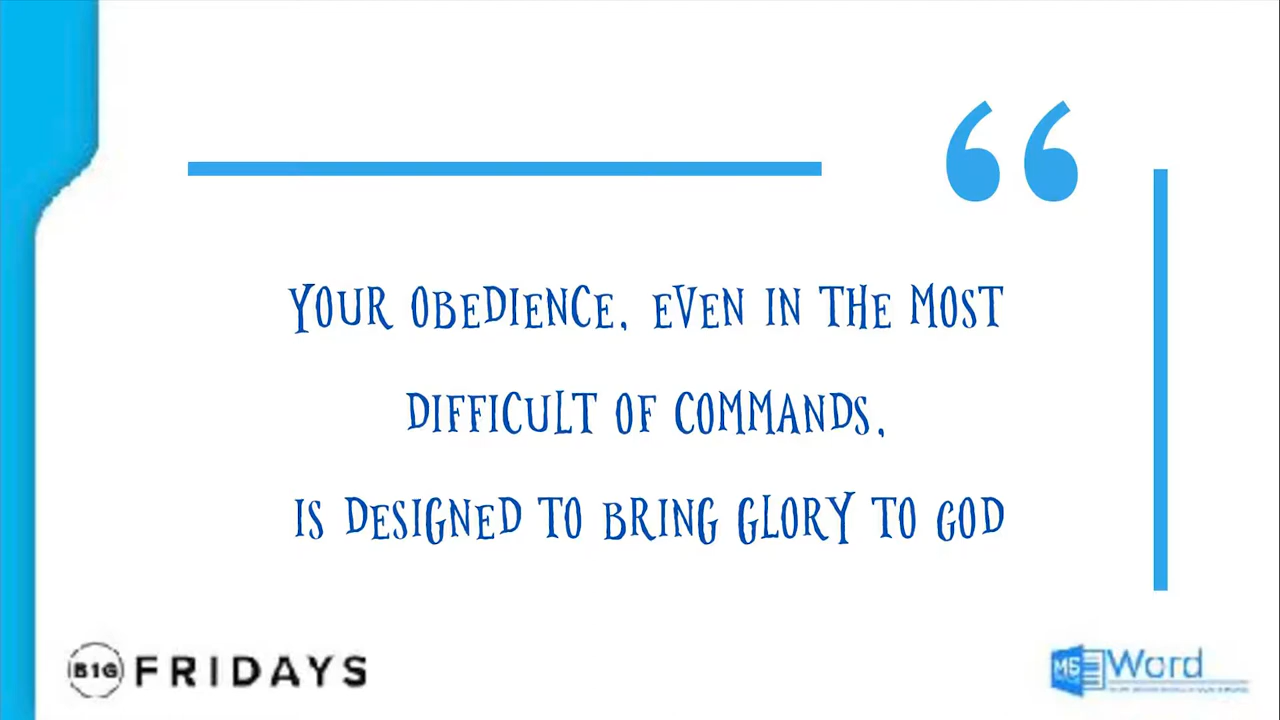 YOUR OBEDIENCE, EVEN IN THE MOST
DIFFICULT OF COMMANDS,
IS DESIGNED TO BRING GLORY TO GOD
B1G FRIDAYS
MS Word